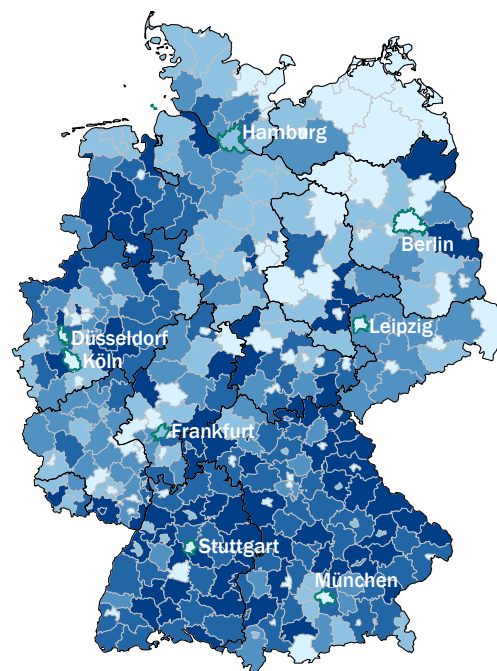 Hamburg
Berlin
Leipzig
Düsseldorf
Köln
Frankfurt
Stuttgart
München